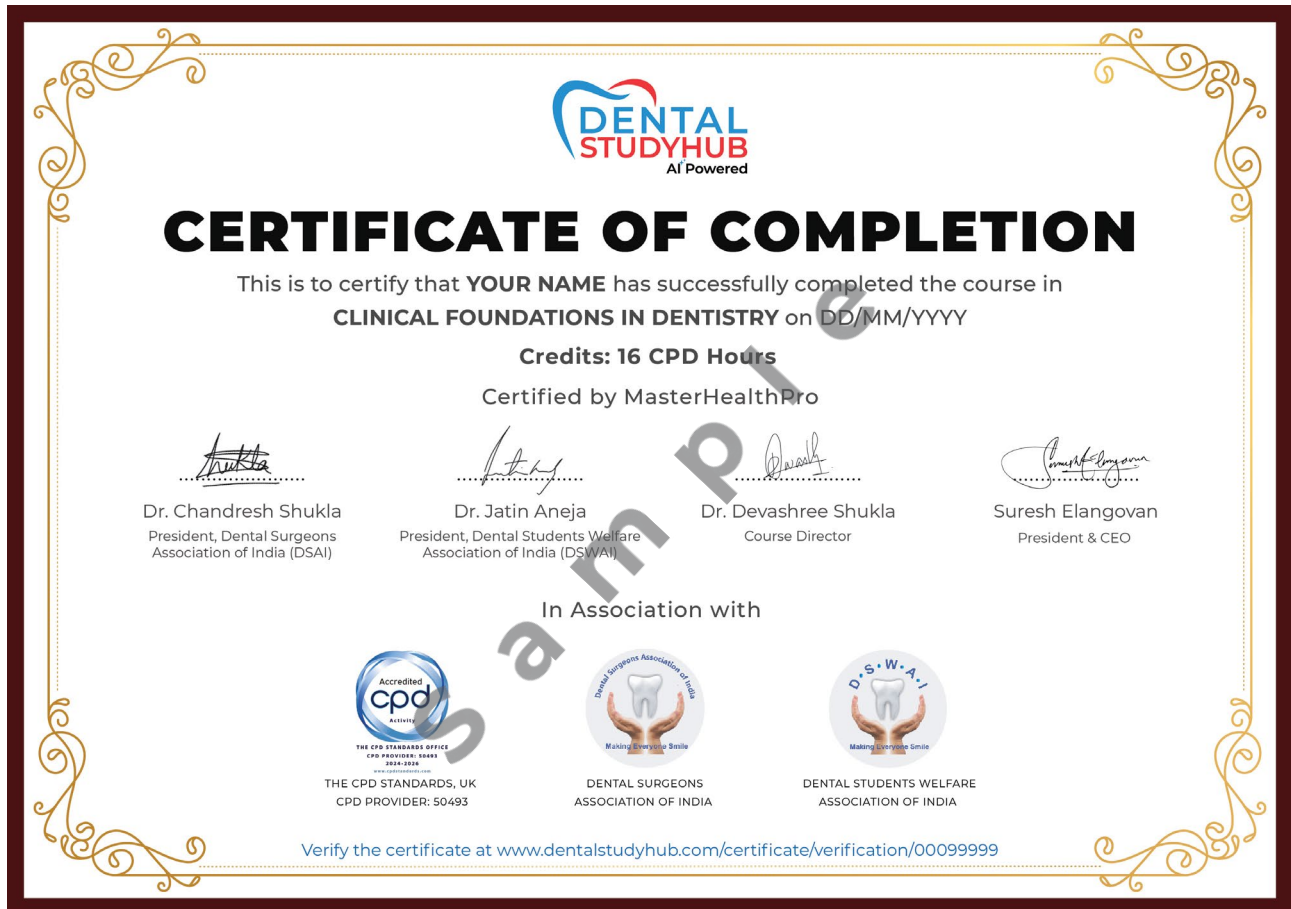 DENTAL
STUDYHUB
AI Powered
CERTIFICATE OF COMPLETION
This is to certify that YOUR NAME has successfully completed the course in
CLINICAL FOUNDATIONS IN DENTISTRY on DD/MM/YYYY
Credits: 16 CPD Hours
Certified by MasterHealthPro
Dr. Chandresh Shukla
President, Dental Surgeons
Association of India (DSAI)
Dr. Jatin Aneja
President, Dental Students Welfare
Association of India (DSWAI)
Dr. Devashree Shukla
Course Director
Suresh Elangovan
President & CEO
Sample
In Association with
Accredited
cpd
Activity
THE CPD STANDARDS OFFICE
CPD PROVIDER: 50493
2024-2026
www.cpdstandards.com
THE CPD STANDARDS, UK
CPD PROVIDER: 50493
Dental Surgeons Association of India
Making Everyone Smile
DENTAL SURGEONS
ASSOCIATION OF INDIA
D•S•W•A•I
Making Everyone Smile
DENTAL STUDENTS WELFARE
ASSOCIATION OF INDIA
Verify the certificate at www.dentalstudyhub.com/certificate/verification/00099999